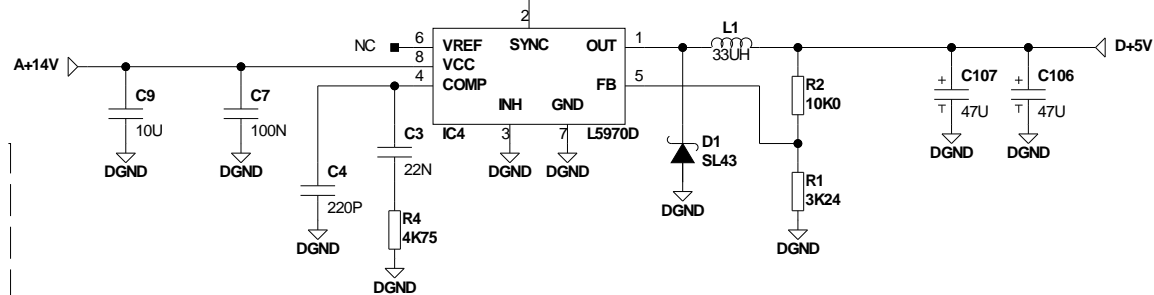 2
L1
NC
6
VREF
SYNC
OUT
1
33UH
D+5V
A+14V
8
VCC
4
COMP
FB
5
C9
10U
C7
100N
INH
GND
IC4
3
7
L5970D
C3
22N
R2
10K0
+
C107
T
47U
+
C106
T
47U
D1
SL43
DGND
DGND
DGND
DGND
DGND
DGND
C4
220P
R4
4K75
R1
3K24
DGND
DGND
DGND
DGND